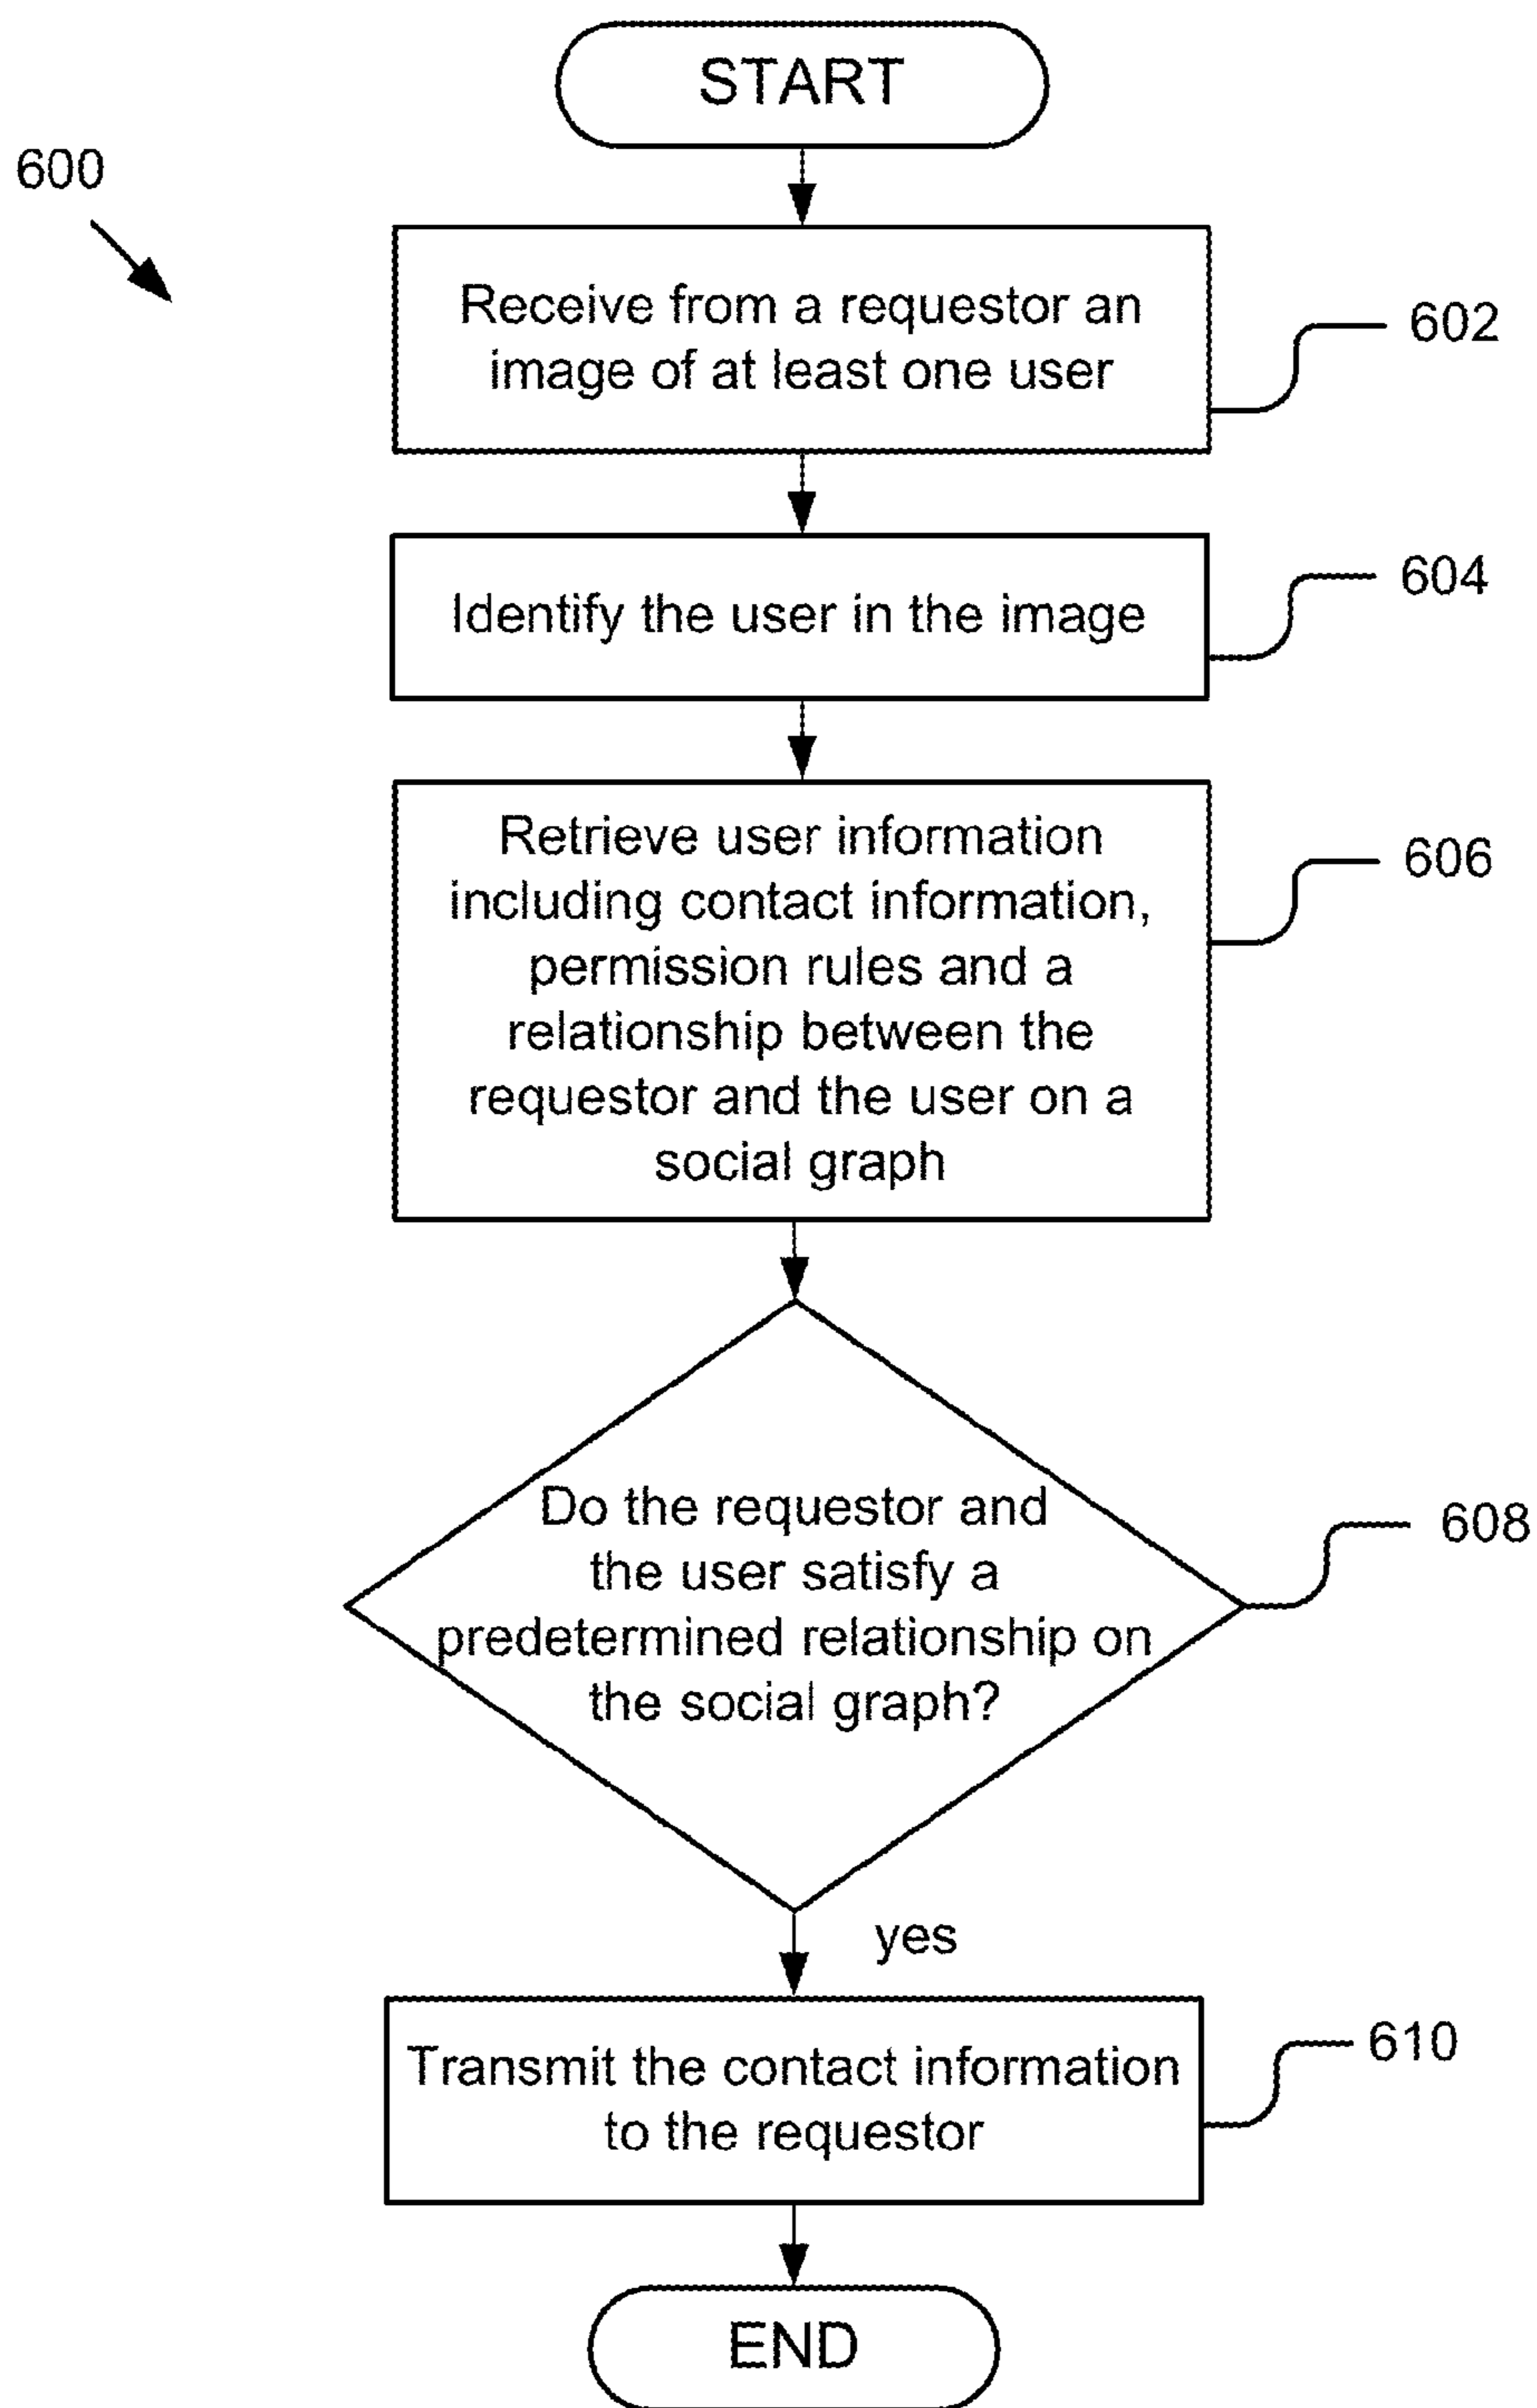 START
600
Receive from a requestor an
image of at least one user
602
Identify the user in the image
604
Retrieve user information
including contact information,
permission rules and a
relationship between the
requestor and the user on a
social graph
606
Do the requestor and
the user satisfy a
predetermined relationship on
the social graph?
608
yes
Transmit the contact information
to the requestor
610
END